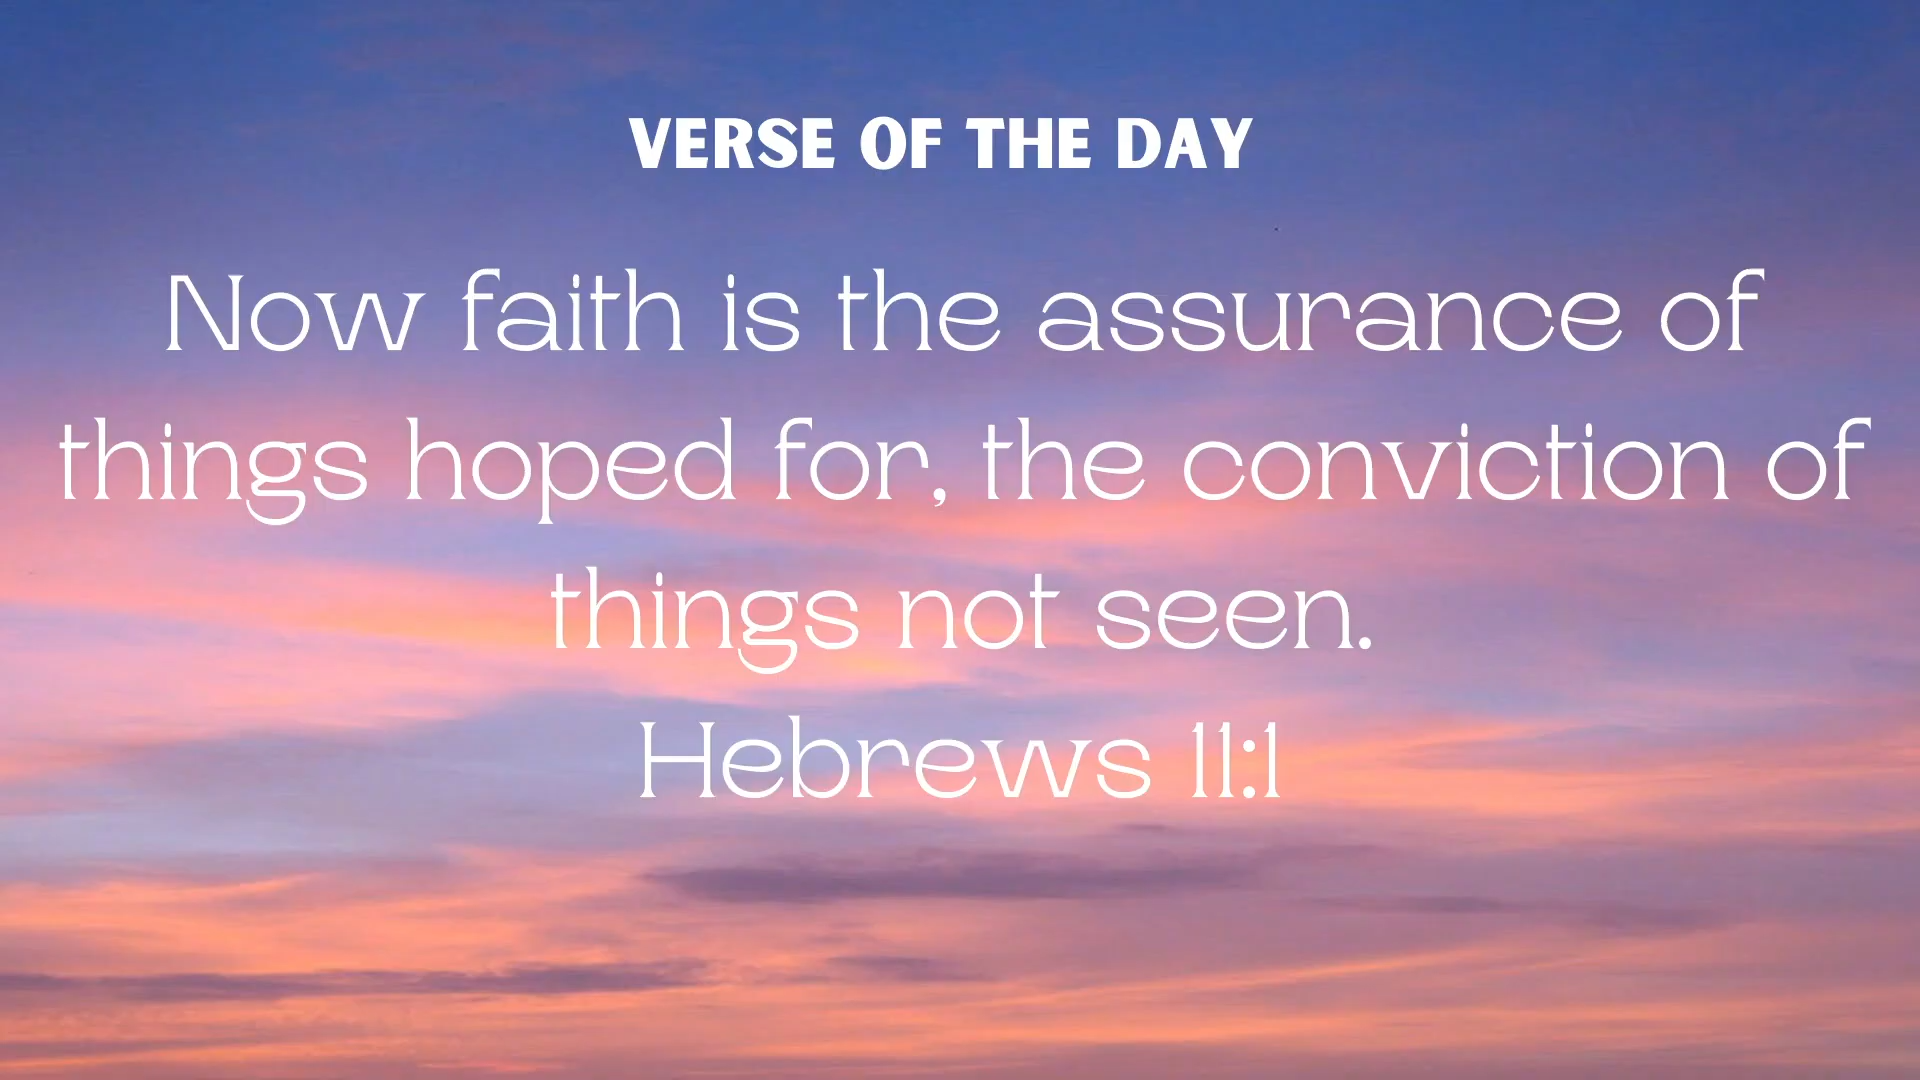 VERSE OF THE DAY
Now faith is the assurance of
things hoped for, the conviction of
things not seen.
Hebrews 11:1